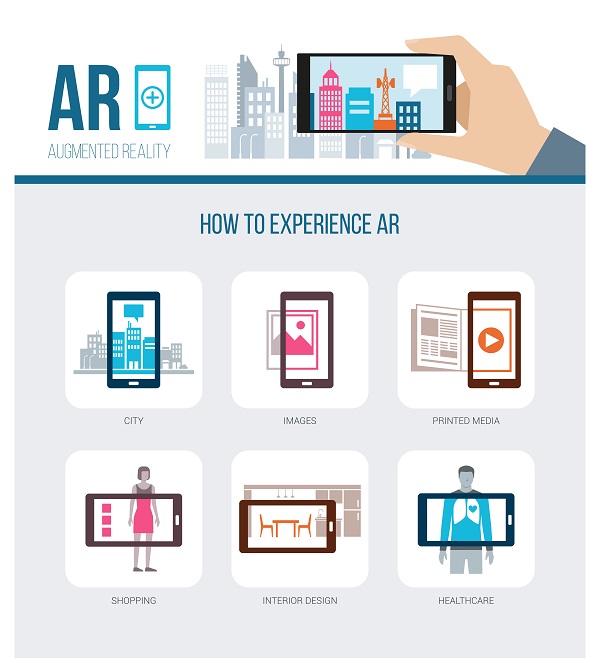 AR
AUGMENTED REALITY
HOW TO EXPERIENCE AR
CITY
IMAGES
PRINTED MEDIA
SHOPPING
INTERIOR DESIGN
HEALTHCARE